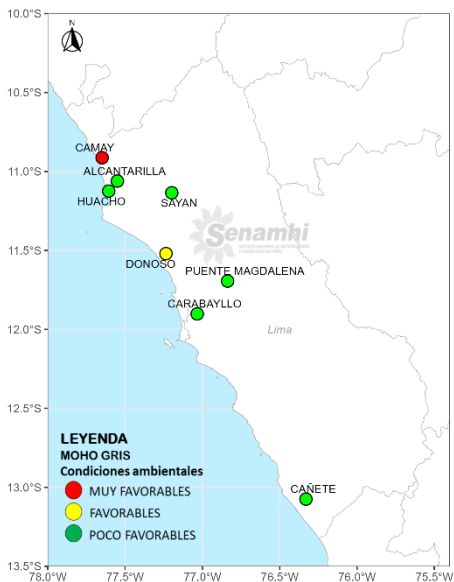 10.0°S
N
10.5°S
CAMAY
11.0°S
ALCANTARILLA
HUACHO
SAYAN
Senamhi
11.5°S
DONOSO
PUENTE MAGDALENA
CARABAYLLO
12.0°S
Lima
12.5°S
LEYENDA
MOHO GRIS
Condiciones ambientales
13.0°S
CAÑETE
MUY FAVORABLES
FAVORABLES
POCO FAVORABLES
13.5°S
78.0°W 77.5°W 77.0°W 76.5°W 76.0°W 75.5°W